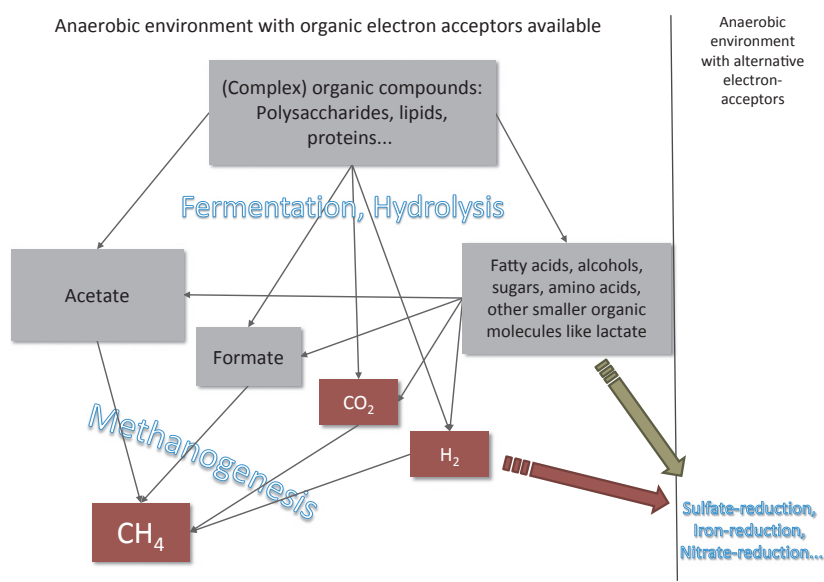 Anaerobic environment with organic electron acceptors available
Anaerobic
environment
with alternative
electron-
acceptors
(Complex) organic compounds:
Polysaccharides, lipids,
proteins...
Fermentation, Hydrolysis
Acetate
Fatty acids, alcohols,
sugars, amino acids,
other smaller organic
molecules like lactate
Formate
CO₂
Methanogenesis
H₂
CH₄
Sulfate-reduction,
Iron-reduction,
Nitrate-reduction...